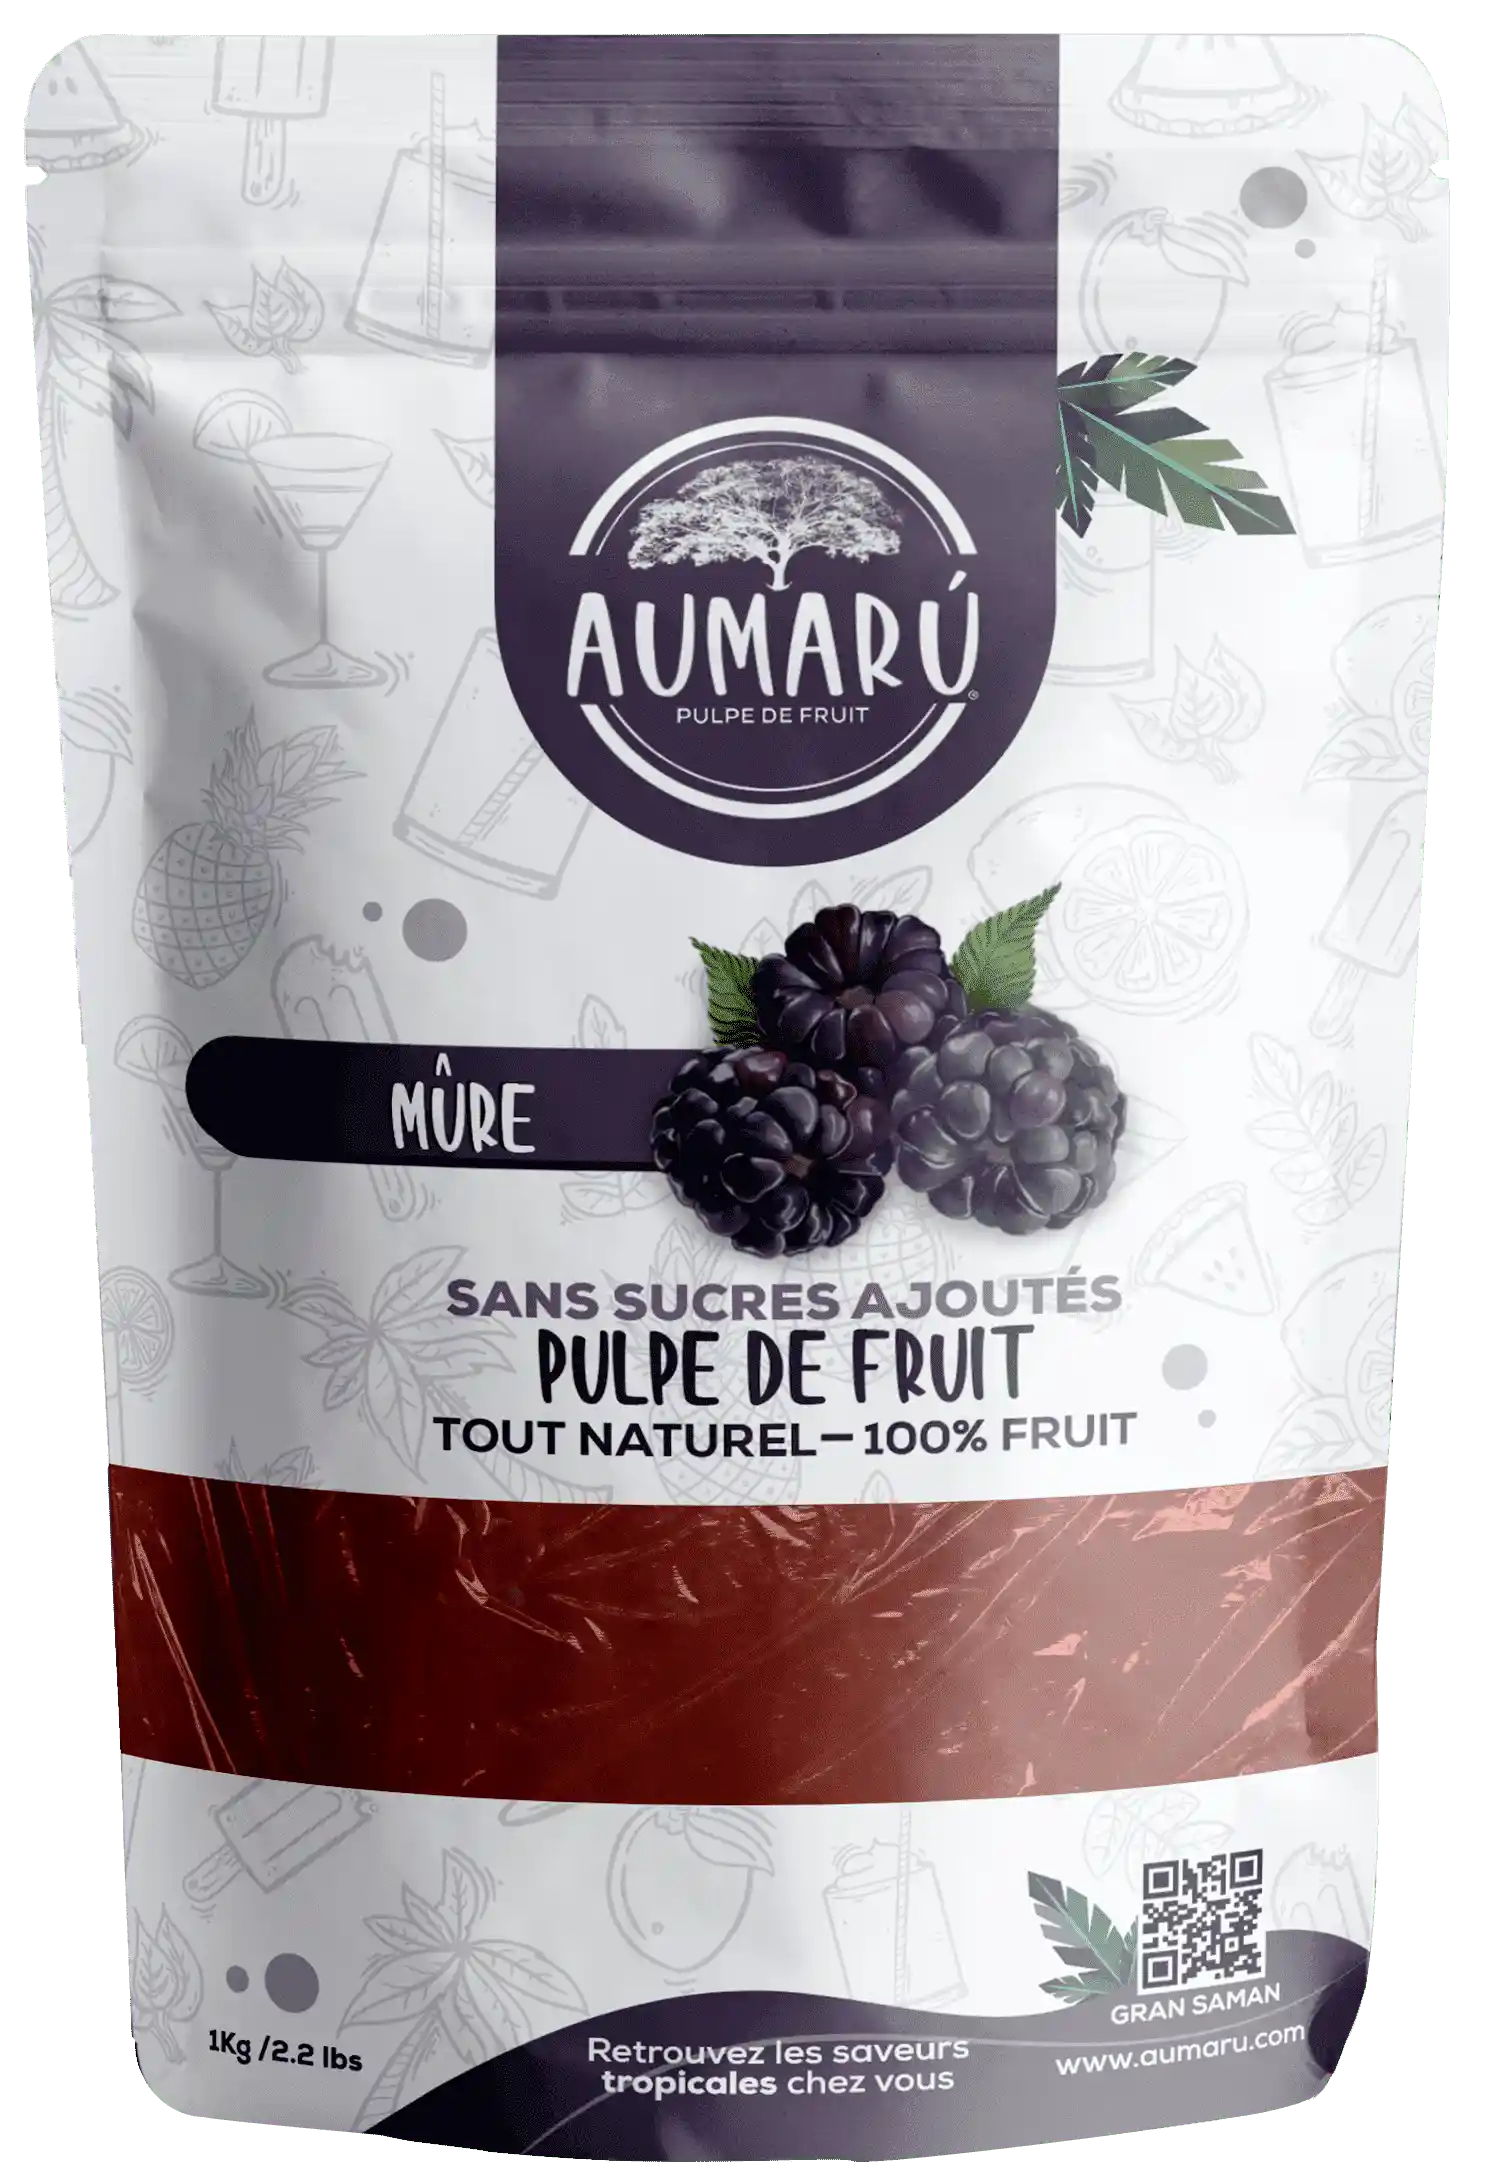 AUMARÚ
PULPE DE FRUIT
MÛRE
SANS SUCRES AJOUTÉS
PULPE DE FRUIT
TOUT NATUREL–100% FRUIT
GRAN SAMAN
1Kg /2.2 lbs
Retrouvez les saveurs
tropicales chez vous
www.aumaru.com